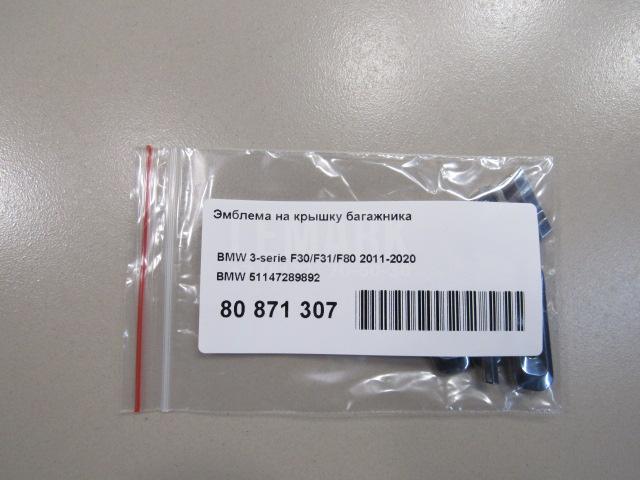 Эмблема на крышку багажника
BMW 3-serie F30/F31/F80 2011-2020
BMW 51147289892
80 871 307